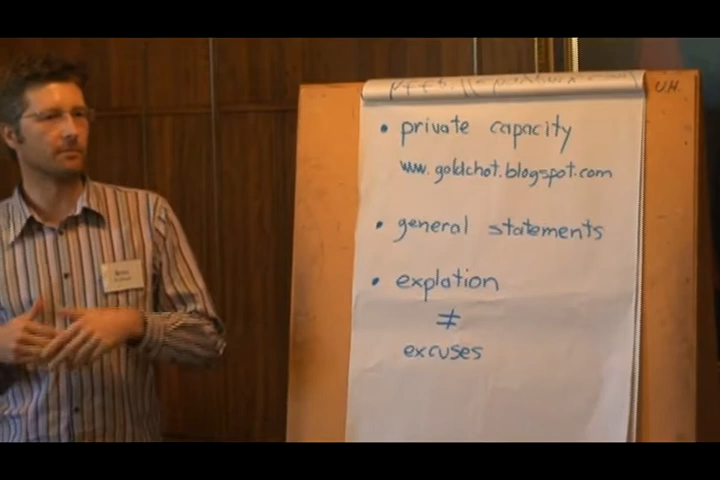 U.H.
• private capacity
www.goldchot.blogspot.com
• general statements
• explation
≠
excuses